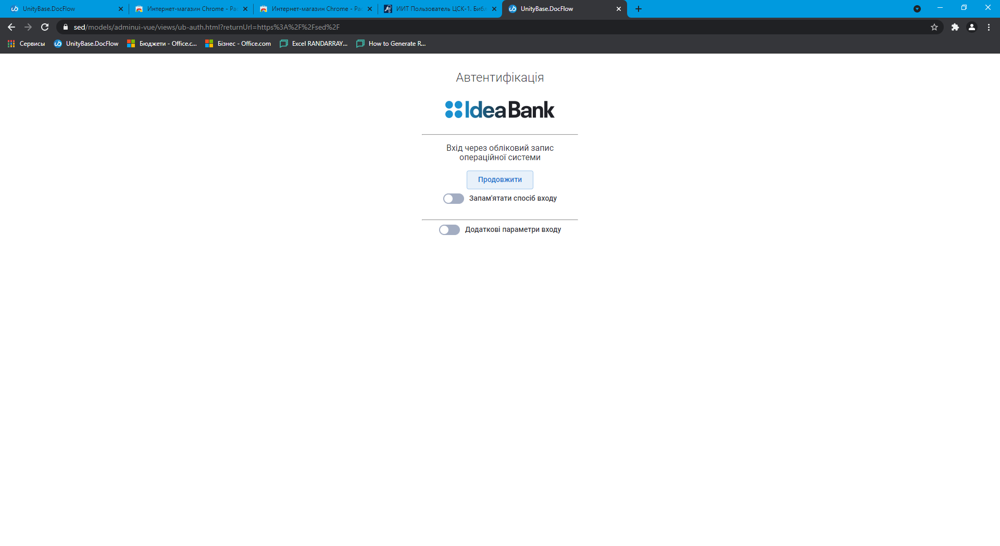 UnityBase.DocFlow
Интернет-магазин Chrome - Рас
Интернет-магазин Chrome - Рас
ИИТ Пользователь ЦСК-1. Библ
UnityBase.DocFlow
sed/models/adminui-vue/views/ub-auth.html?returnUrl=https%3A%2F%2Fsed%2F
Сервисы
UnityBase.DocFlow
Бюджети - Office.c...
Бізнес - Office.com
Excel RANDARRAY...
How to Generate R...
Автентифікація
IdeaBank
Вхід через обліковий запис
операційної системи
Продовжити
Запам'ятати спосіб входу
Додаткові параметри входу